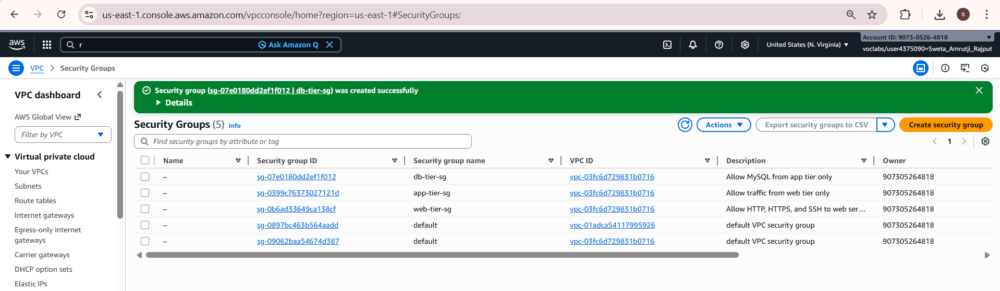 us-east-1.console.aws.amazon.com/vpcconsole/home?region=us-east-1#SecurityGroups:
S
aws
r
Ask Amazon Q
United States (N. Virginia)
Account ID: 9073-0526-4818
voclabs/user4375090=Sweta_Amrutji_Rajput
VPC
Security Groups
VPC dashboard
AWS Global View
Filter by VPC
Virtual private cloud
Your VPCs
Subnets
Route tables
Internet gateways
Egress-only internet
gateways
Carrier gateways
DHCP option sets
Elastic IPs
Security group (sg-07e0180dd2ef1f012 | db-tier-sg) was created successfully
Details
Security Groups (5) Info
Actions
Export security groups to CSV
Create security group
Find security groups by attribute or tag
1
Name Security group ID Security group name VPC ID Description Owner
– sg-07e0180dd2ef1f012 db-tier-sg vpc-03fc6d729831b0716 Allow MySQL from app tier only 907305264818
– sg-0399c76373027121d app-tier-sg vpc-03fc6d729831b0716 Allow traffic from web tier only 907305264818
– sg-0b6ad33649ca138cf web-tier-sg vpc-03fc6d729831b0716 Allow HTTP, HTTPS, and SSH to web ser... 907305264818
– sg-0897bc463b564aadd default vpc-01adca54117995926 default VPC security group 907305264818
– sg-09062baa54674d387 default vpc-03fc6d729831b0716 default VPC security group 907305264818